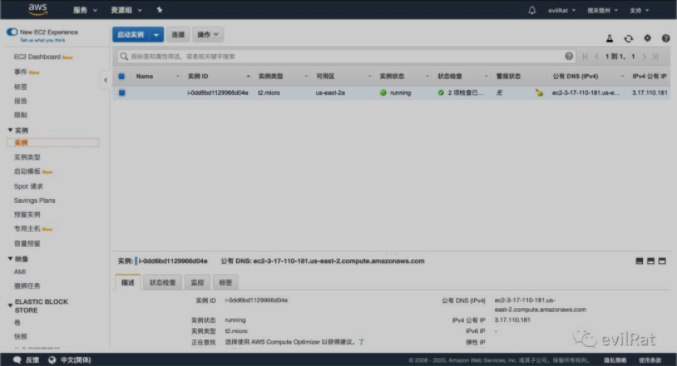 aws 服务 资源组 evilRat 俄亥俄州 支持
New EC2 Experience
Tell us what you think
启动实例 连接 操作
EC2 Dashboard New
按标签和属性筛选，或者按关键字搜索 1 到 1，1
事件 New
标签
报告
限制
Name 实例 ID 实例类型 可用区 实例状态 状态检查 警报状态 公有 DNS (IPv4) IPv4 公有 IP
i-0dd6bd1129966d04e t2.micro us-east-2a running 2 项检查已... 无 ec2-3-17-110-181.us-e... 3.17.110.181
实例
实例
实例类型
启动模板 New
Spot 请求
Savings Plans
预留实例
专用主机 New
容量预留
映像
AMI
捆绑任务
ELASTIC BLOCK
STORE
卷
快照
实例: i-0dd6bd1129966d04e 公有 DNS: ec2-3-17-110-181.us-east-2.compute.amazonaws.com
描述 状态检查 监控 标签
实例 ID i-0dd6bd1129966d04e 公有 DNS (IPv4) ec2-3-17-110-181.us-
east-2.compute.amazonaws.com
实例状态 running IPv4 公有 IP 3.17.110.181
实例类型 t2.micro IPv6 IP -
正在查找 选择使用 AWS Compute Optimizer 以获得建议。了 弹性 IP
evilRat
反馈 中文(简体) © 2008 - 2020, Amazon Web Services, Inc. 或其子公司。保留所有权利。 隐私策略 使用条款